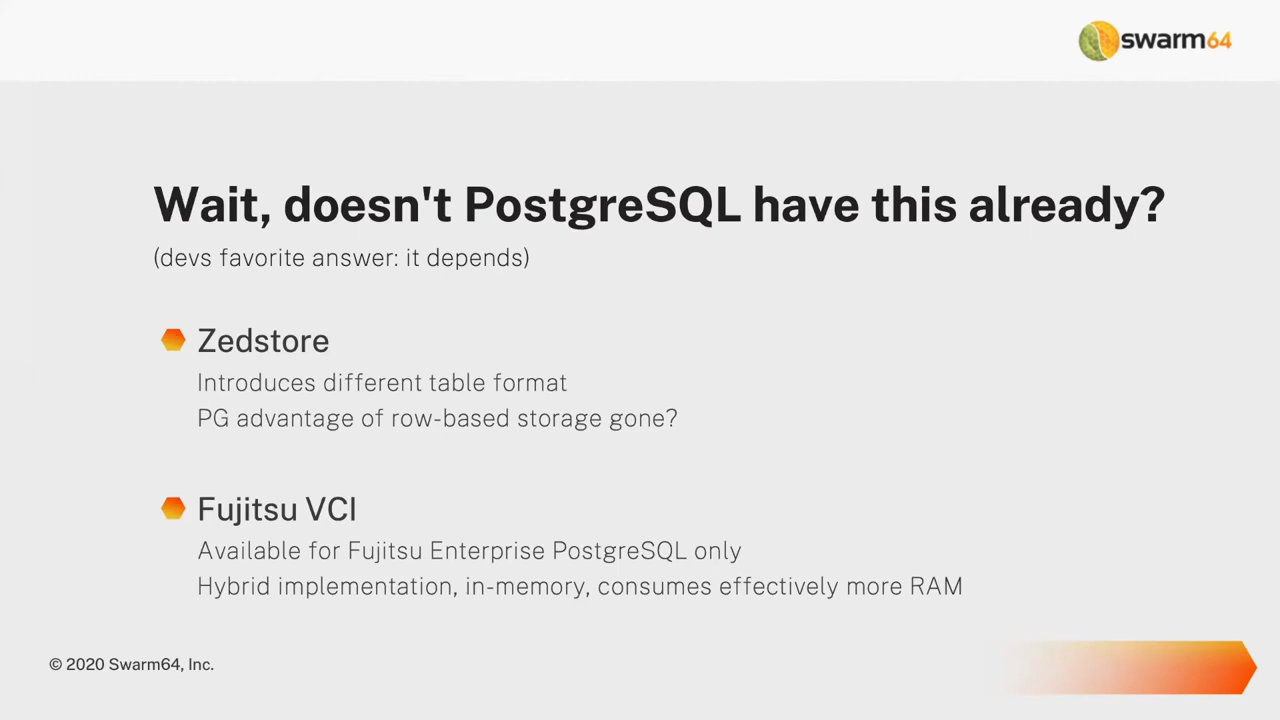 swarm64
Wait, doesn't PostgreSQL have this already?
(devs favorite answer: it depends)
Zedstore
Introduces different table format
PG advantage of row-based storage gone?
Fujitsu VCI
Available for Fujitsu Enterprise PostgreSQL only
Hybrid implementation, in-memory, consumes effectively more RAM
© 2020 Swarm64, Inc.